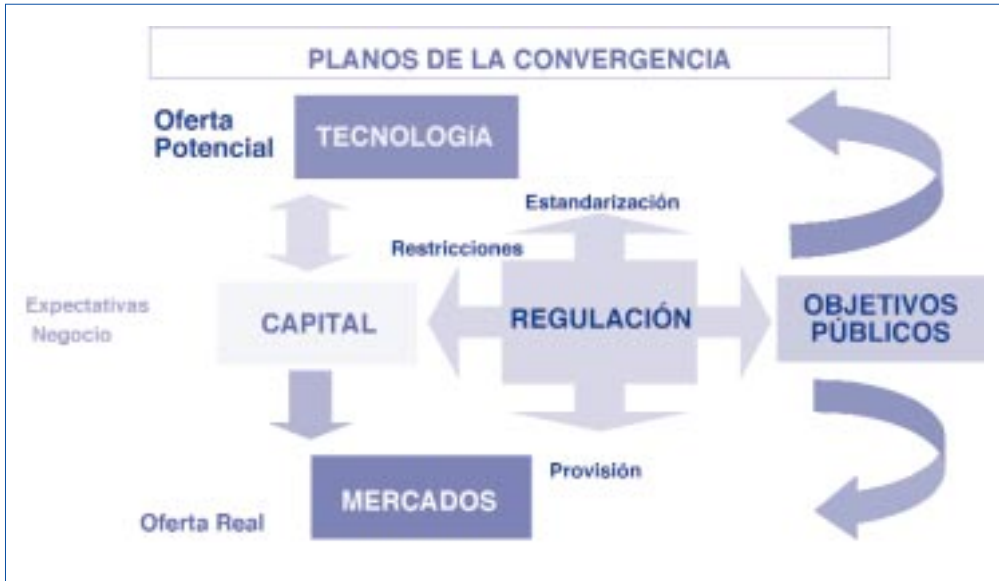 PLANOS DE LA CONVERGENCIA
Oferta
Potencial
TECNOLOGÍA
Estandarización
Restricciones
Expectativas
Negocio
CAPITAL
REGULACIÓN
OBJETIVOS
PÚBLICOS
Provisión
MERCADOS
Oferta Real